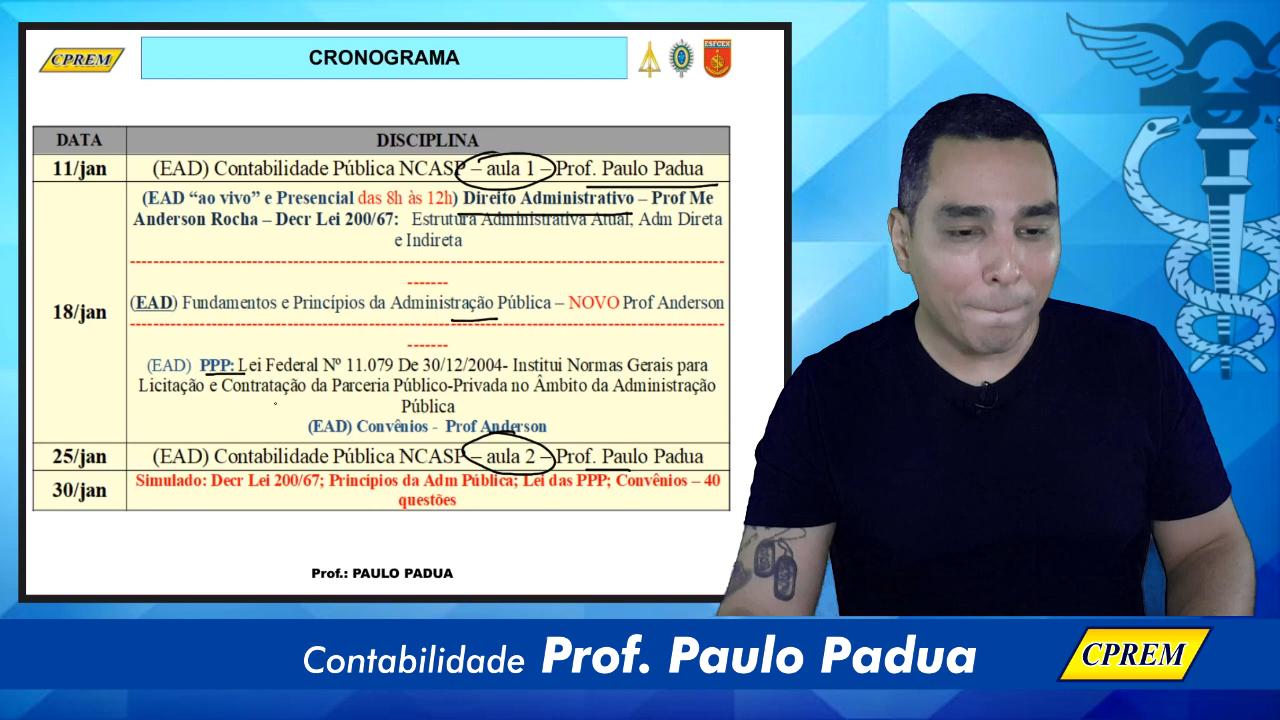 CPREM
CRONOGRAMA
ESFCEX
DATA
DISCIPLINA
11/jan
(EAD) Contabilidade Pública NCASP – aula 1 – Prof. Paulo Padua
18/jan
(EAD “ao vivo” e Presencial das 8h às 12h) Direito Administrativo – Prof Me
Anderson Rocha – Decr Lei 200/67: Estrutura Administrativa Atual; Adm Direta
e Indireta
(EAD) Fundamentos e Princípios da Administração Pública – NOVO Prof Anderson
(EAD) PPP: Lei Federal Nº 11.079 De 30/12/2004- Institui Normas Gerais para
Licitação e Contratação da Parceria Público-Privada no Âmbito da Administração
Pública
(EAD) Convênios - Prof Anderson
25/jan
(EAD) Contabilidade Pública NCASP – aula 2 – Prof. Paulo Padua
30/jan
Simulado: Decr Lei 200/67; Princípios da Adm Pública; Lei das PPP; Convênios – 40
questões
Prof.: PAULO PADUA
Contabilidade Prof. Paulo Padua
CPREM